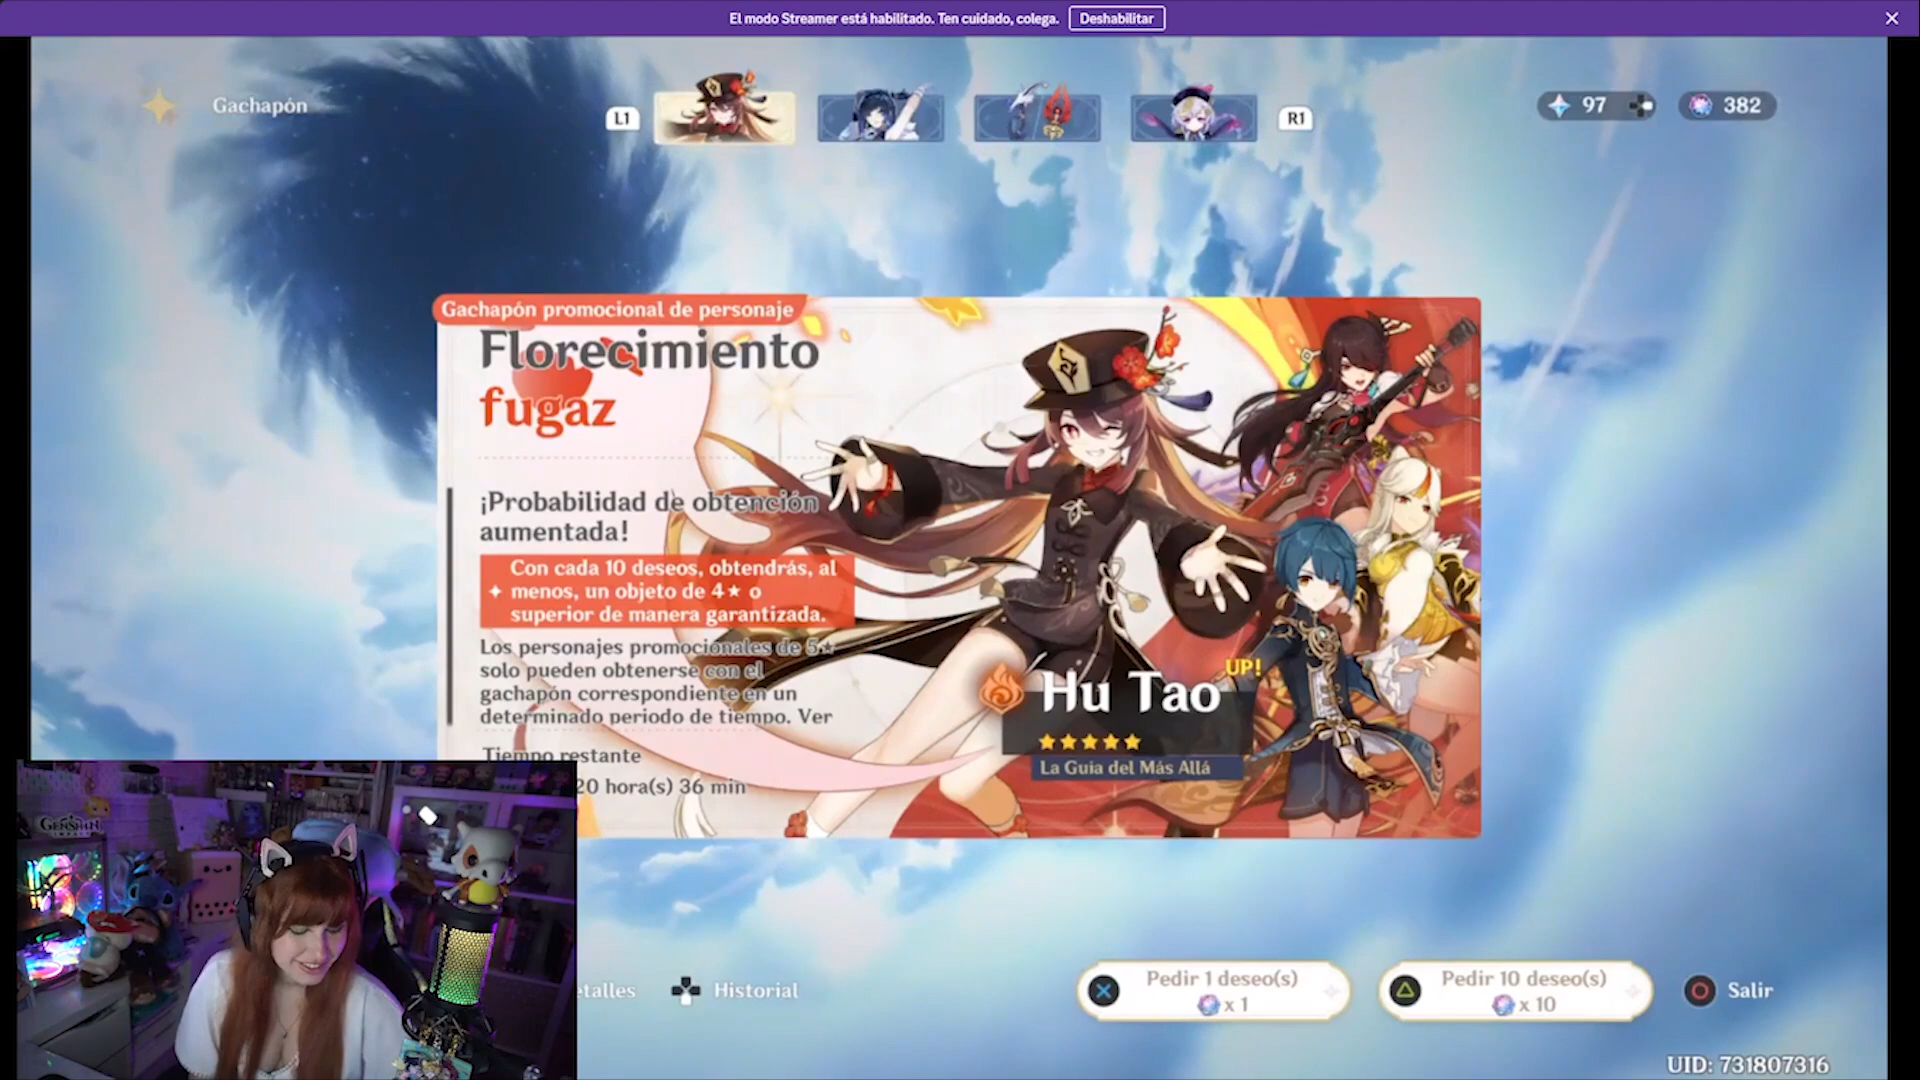 El modo Streamer está habilitado. Ten cuidado, colega.
Deshabilitar
Gachapón
L1
R1
97
382
Gachapón promocional de personaje
Florecimiento
fugaz
¡Probabilidad de obtención
aumentada!
Con cada 10 deseos, obtendrás, al
menos, un objeto de 4★ o
superior de manera garantizada.
Los personajes promocionales de 5★
solo pueden obtenerse con el
gachapón correspondiente en un
determinado periodo de tiempo. Ver
Tiempo restante
20 hora(s) 36 min
UP!
Hu Tao
La Guía del Más Allá
GENSHIN
IMPACT
etalles
Historial
Pedir 1 deseo(s)
x 1
Pedir 10 deseo(s)
x 10
Salir
UID: 731807316